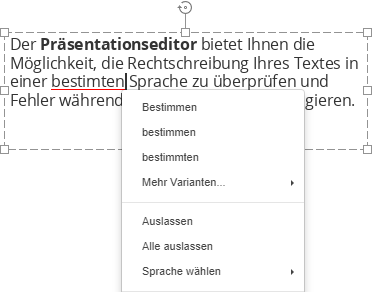 Der Präsentationseditor bietet Ihnen die
Möglichkeit, die Rechtschreibung Ihres Textes in
einer bestimten Sprache zu überprüfen und
Fehler während gieren.
Bestimmen
bestimmen
bestimmten
Mehr Varianten...
Auslassen
Alle auslassen
Sprache wählen